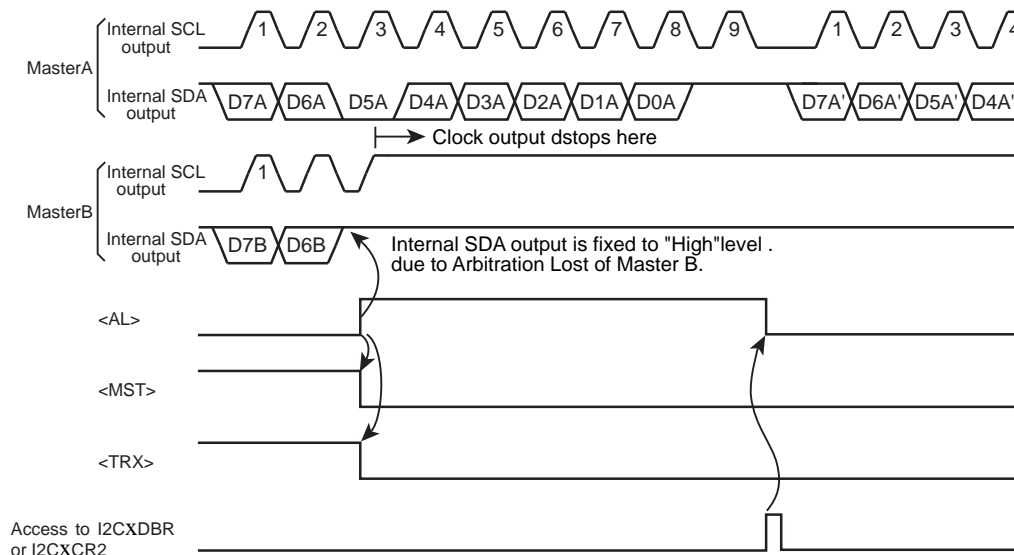 Internal SCL output 1 2 3 4 5 6 7 8 9 1 2 3 4
MasterA
Internal SDA output D7A D6A D5A D4A D3A D2A D1A D0A D7A' D6A' D5A' D4A'
Clock output dstops here
Internal SCL output 1
MasterB
Internal SDA output D7B D6B
Internal SDA output is fixed to "High"level .
due to Arbitration Lost of Master B.
<AL>
<MST>
<TRX>
Access to I2CXDBR
or I2CXCR2